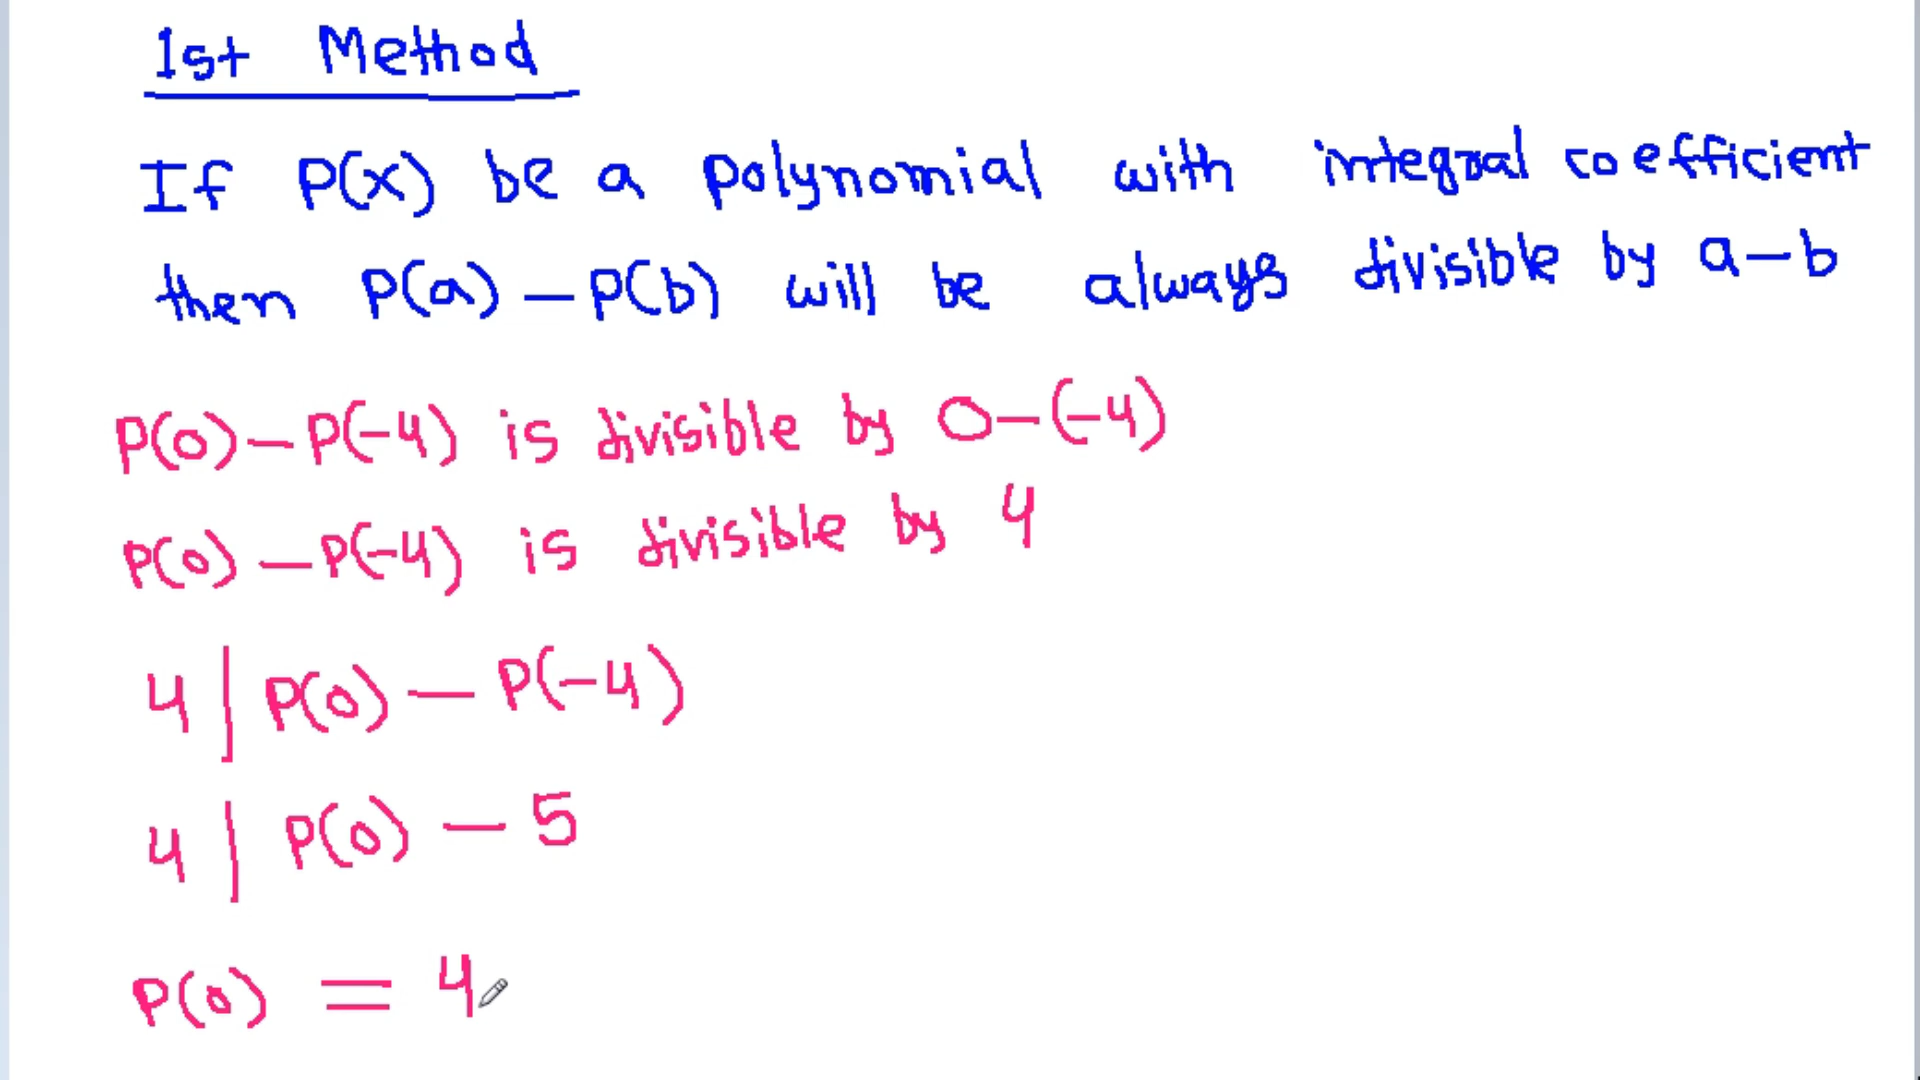 1st Method
If P(x) be a polynomial with integral coefficient
then P(a) - P(b) will be always divisible by a-b
P(0) - P(-4) is divisible by 0-(-4)
P(0) - P(-4) is divisible by 4
4 | P(0) - P(-4)
4 | P(0) - 5
P(0) = 4